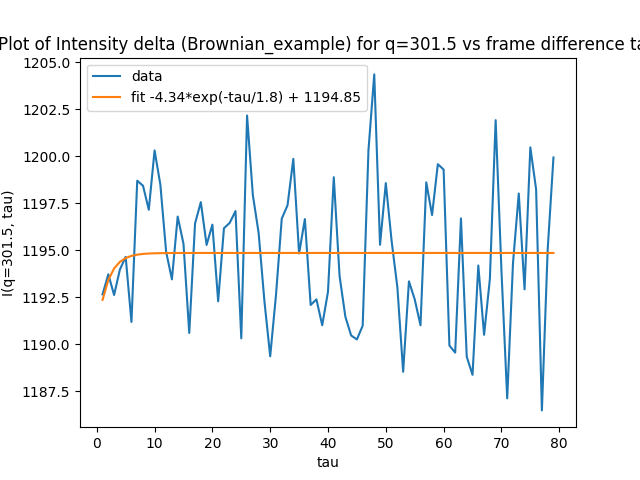 Plot of Intensity delta (Brownian_example) for q=301.5 vs frame difference
1205.0
1202.5
1200.0
1197.5
1195.0
1192.5
1190.0
1187.5
I(q=301.5, tau)
data
fit -4.34*exp(-tau/1.8) + 1194.85
0 10 20 30 40 50 60 70 80
tau